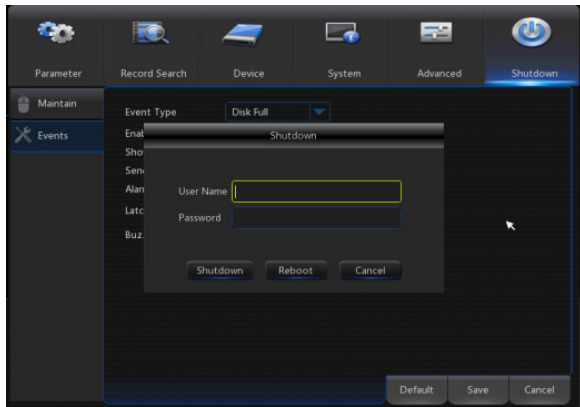 Parameter Record Search Device System Advanced Shutdown
Maintain
Events
Event Type Disk Full
Shutdown
User Name
Password
Shutdown Reboot Cancel
Default Save Cancel